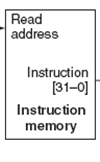 Read
address
Instruction
[31–0]
Instruction
memory